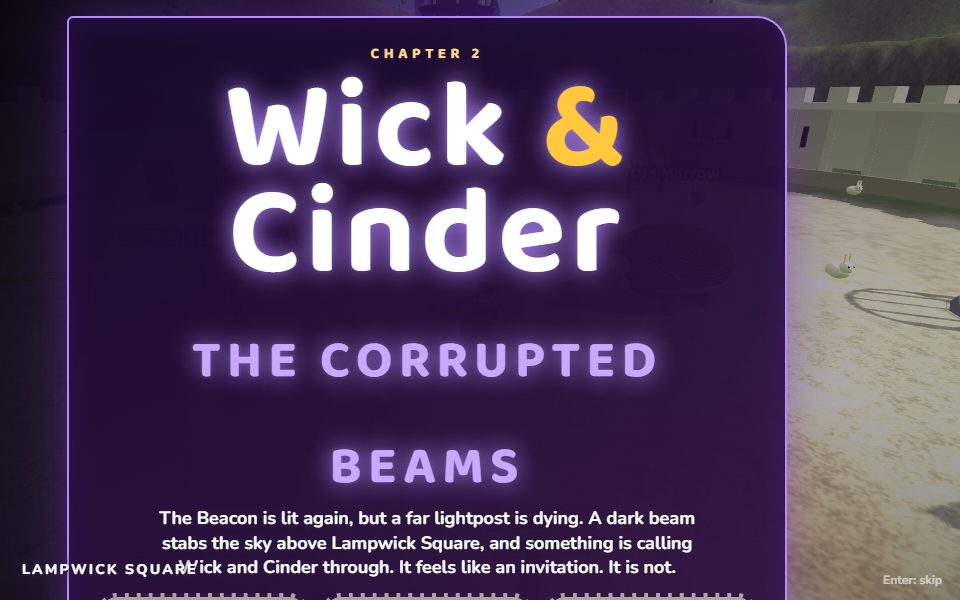 CHAPTER 2
Wick &
Cinder
Old Marrow
THE CORRUPTED
BEAMS
The Beacon is lit again, but a far lightpost is dying. A dark beam
stabs the sky above Lampwick Square, and something is calling
Wick and Cinder through. It feels like an invitation. It is not.
LAMPWICK SQUARE
Enter: skip